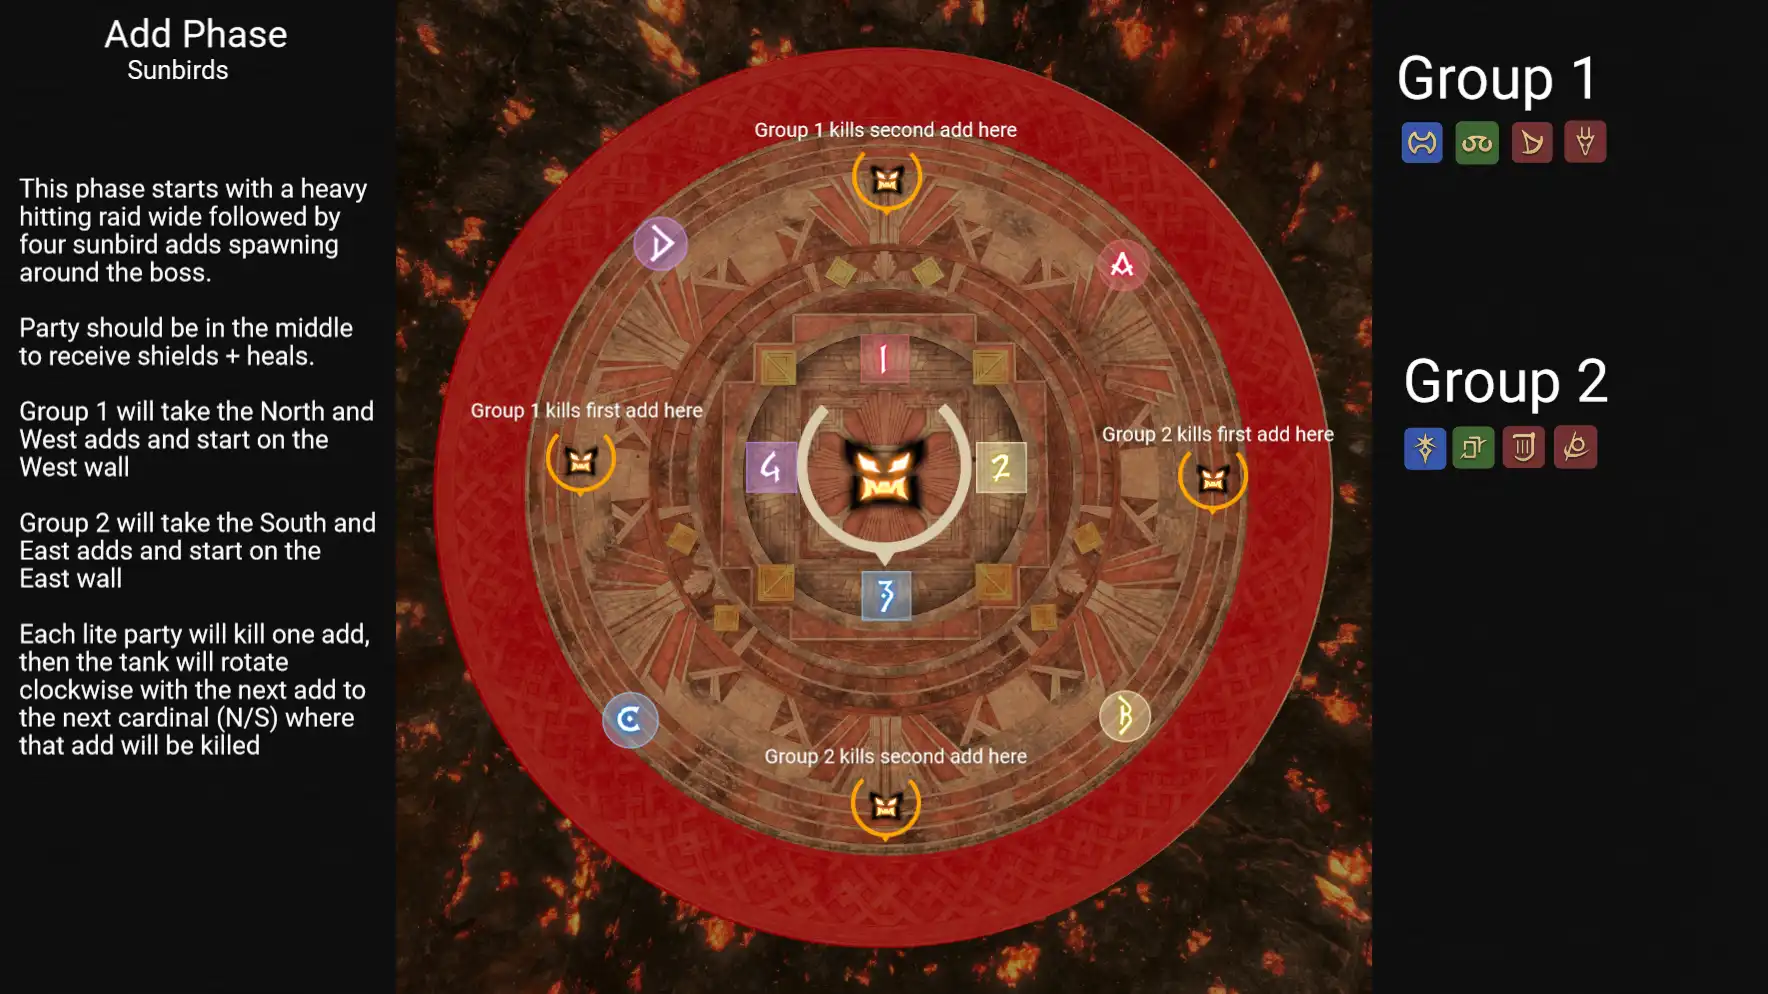 Add Phase
Sunbirds
This phase starts with a heavy
hitting raid wide followed by
four sunbird adds spawning
around the boss.
Party should be in the middle
to receive shields + heals.
Group 1 will take the North and
West adds and start on the
West wall
Group 2 will take the South and
East adds and start on the
East wall
Each lite party will kill one add,
then the tank will rotate
clockwise with the next add to
the next cardinal (N/S) where
that add will be killed
Group 1 kills second add here
D
A
1
Group 1 kills first add here
Group 2 kills first add here
4
2
3
C
B
Group 2 kills second add here
Group 1
Group 2